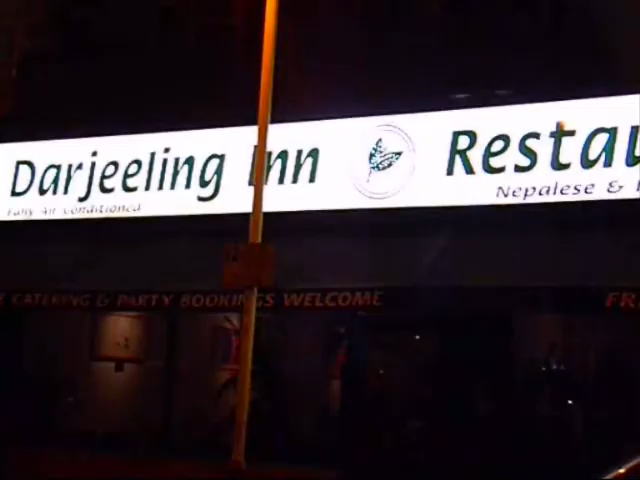 Darjeeling Inn Restau
Fully Air Conditioned
Nepalese &
CATERING & PARTY BOOKINGS WELCOME
FR